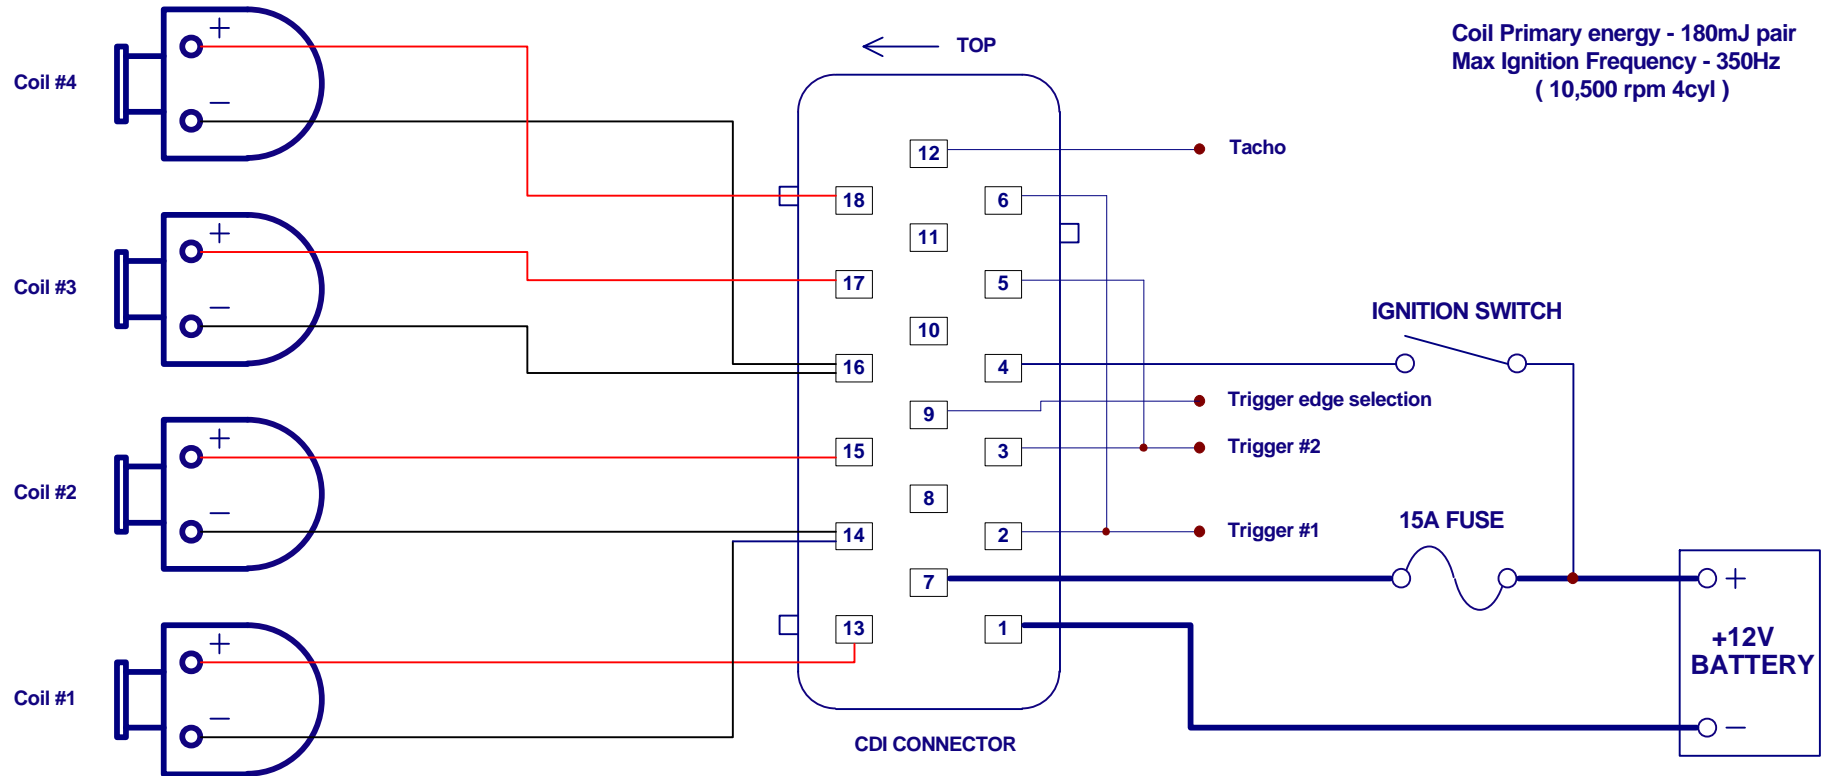 Coil Primary energy - 180mJ pair
Max Ignition Frequency - 350Hz
( 10,500 rpm 4cyl )
TOP
Coil #4
+
−
12
Tacho
18
6
11
Coil #3
+
−
17
5
10
IGNITION SWITCH
16
4
9
Trigger edge selection
Coil #2
+
−
15
3
Trigger #2
8
15A FUSE
14
2
Trigger #1
7
+
Coil #1
+
−
13
1
+12V
BATTERY
−
CDI CONNECTOR